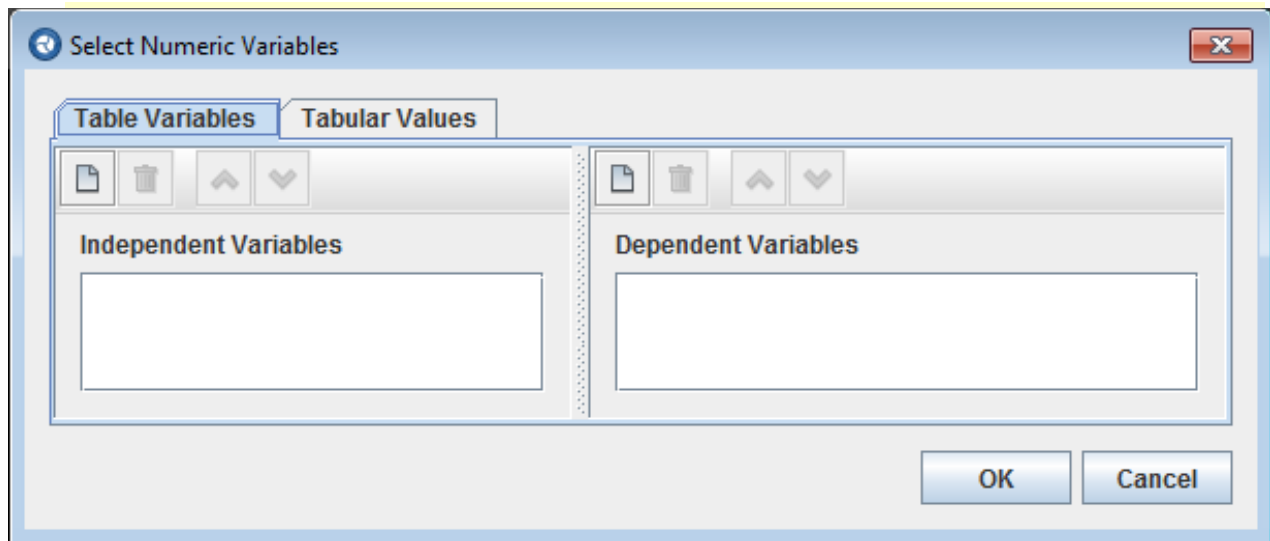 Select Numeric Variables
Table Variables
Tabular Values
Independent Variables
Dependent Variables
OK
Cancel